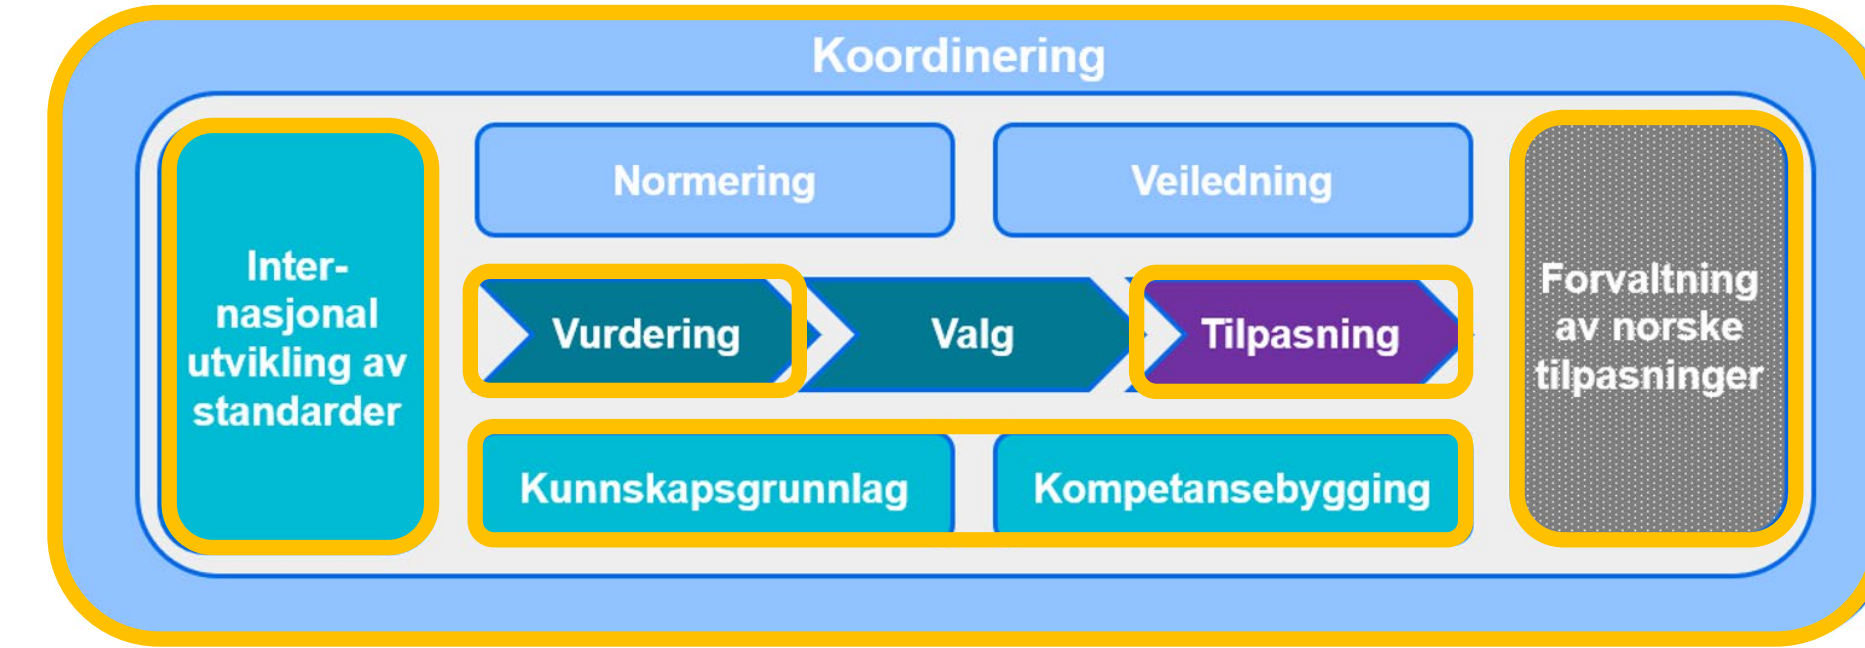 Koordinering
Inter-
nasjonal
utvikling av
standarder
Normering
Veiledning
Vurdering
Valg
Tilpasning
Kunnskapsgrunnlag
Kompetansebygging
Forvaltning
av norske
tilpasninger